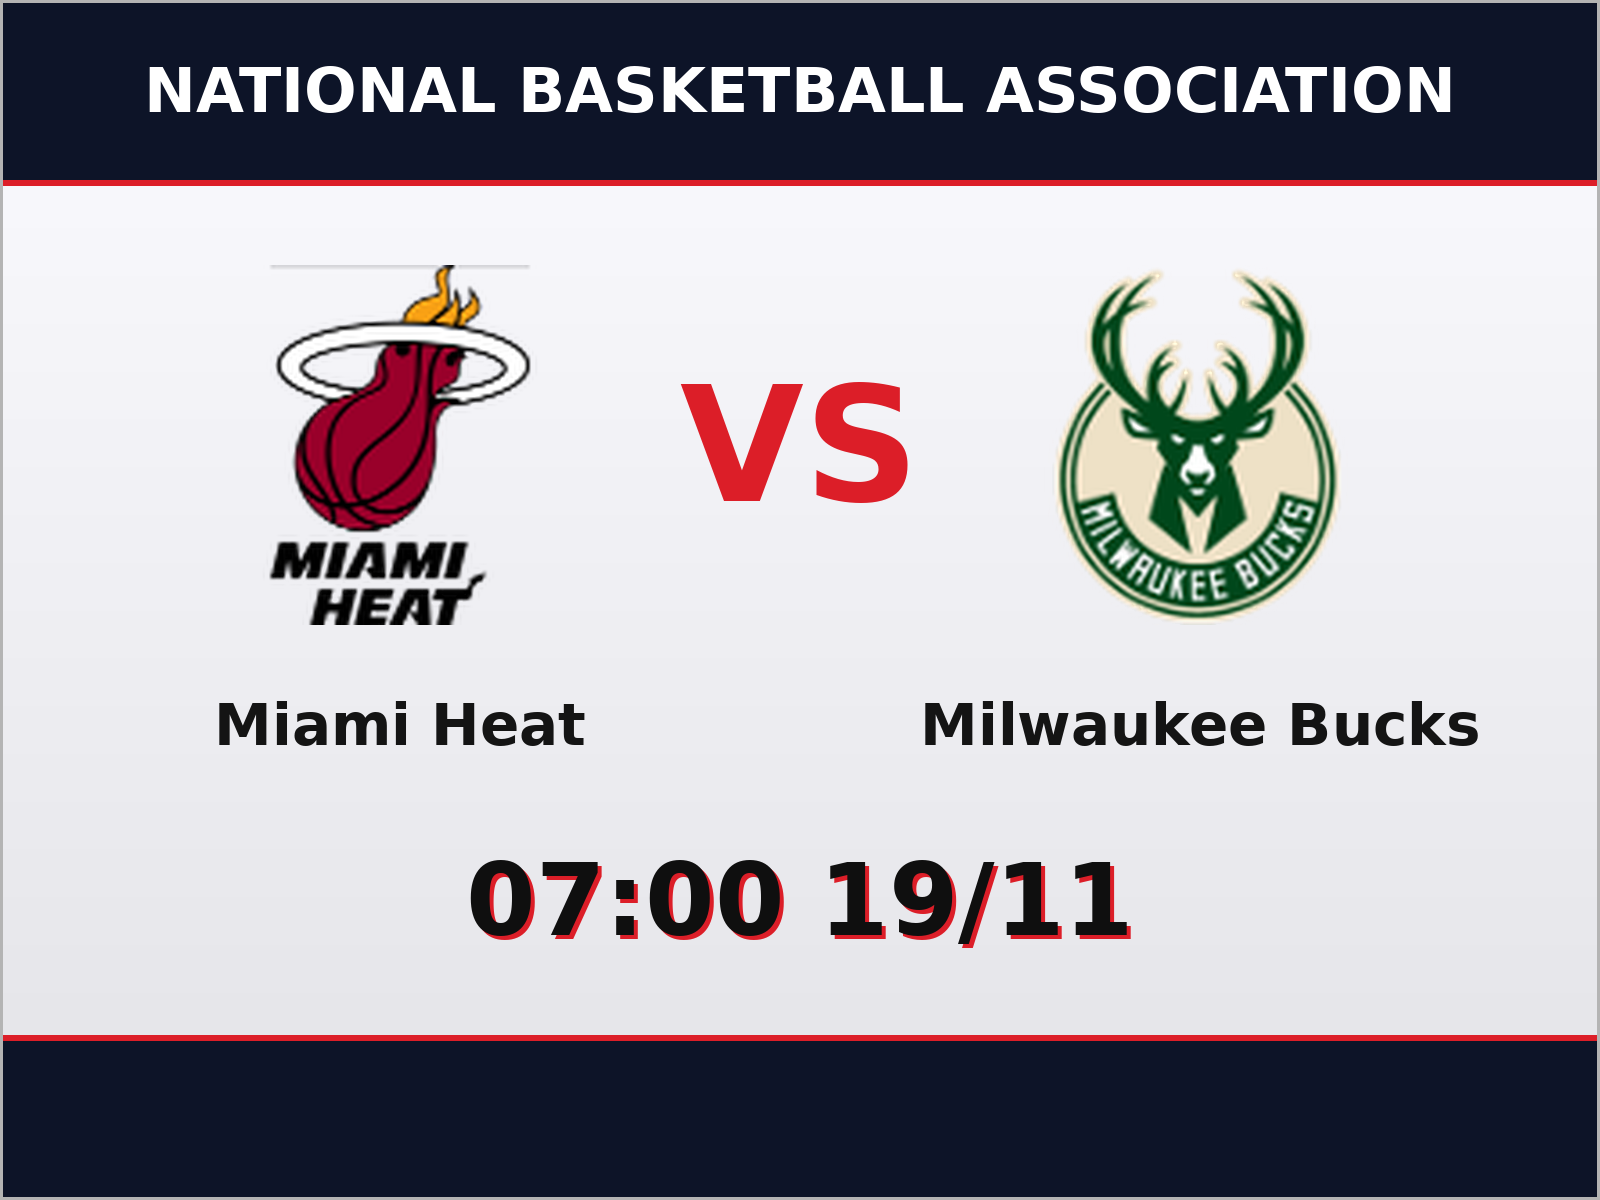 NATIONAL BASKETBALL ASSOCIATION
VS
MIAMI
HEAT
MILWAUKEE BUCKS
Miami Heat
Milwaukee Bucks
07:00 19/11